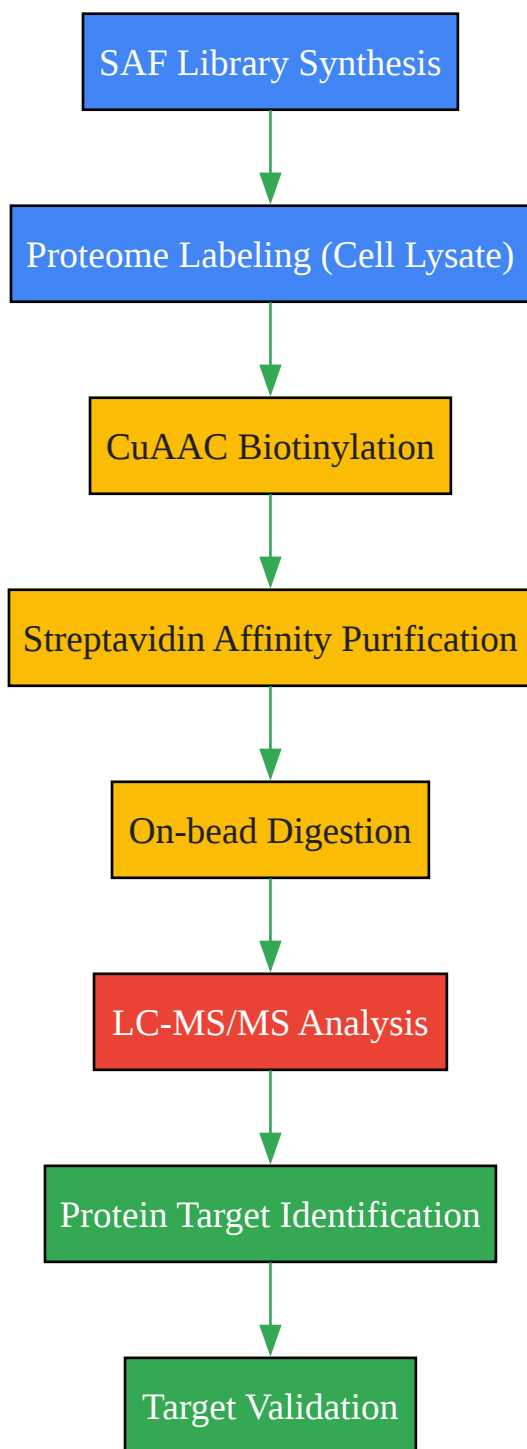 SAF Library Synthesis
Proteome Labeling (Cell Lysate)
CuAAC Biotinylation
Streptavidin Affinity Purification
On-bead Digestion
LC-MS/MS Analysis
Protein Target Identification
Target Validation